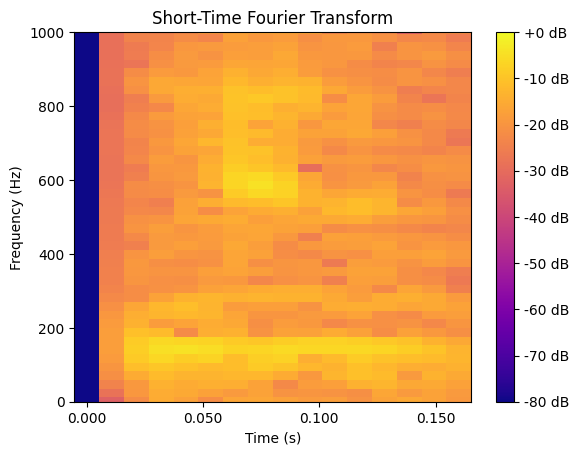 Short-Time Fourier Transform
1000
800
600
400
200
0
Frequency (Hz)
0.000
0.050
0.100
0.150
Time (s)
+0 dB
-10 dB
-20 dB
-30 dB
-40 dB
-50 dB
-60 dB
-70 dB
-80 dB